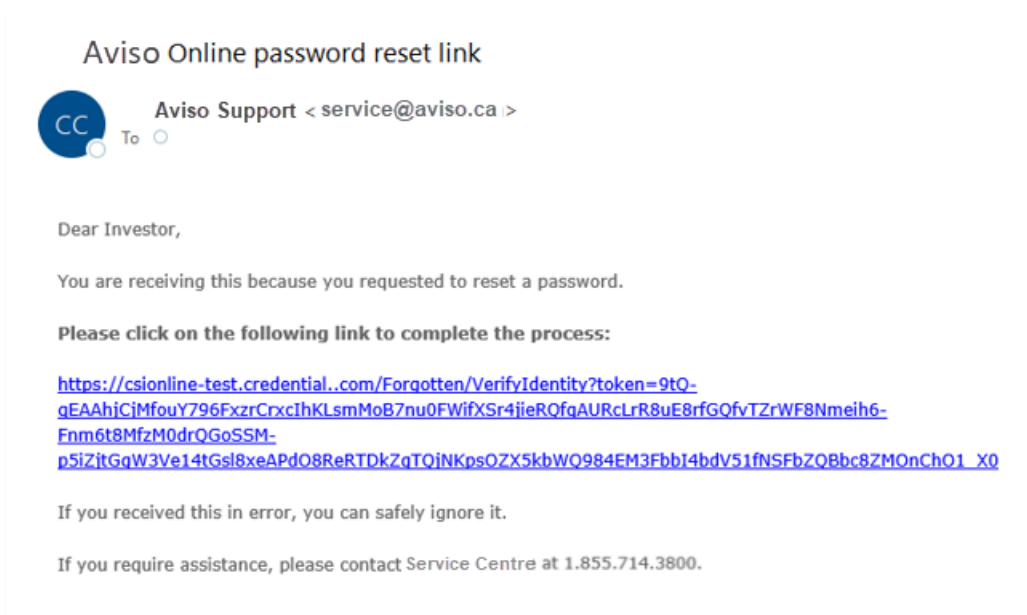 Aviso Online password reset link
Aviso Support < service@aviso.ca >
CC
To
Dear Investor,
You are receiving this because you requested to reset a password.
Please click on the following link to complete the process:
https://csionline-test.credential..com/Forgotten/VerifyIdentity?token=9tQ-
gEAAhjCjMfouY796FxzrCrxcIhKLsmMoB7nu0FWifXSr4jieRQfqAURcLrR8uE8rfGQfvTZrWF8Nmeih6-
Fnm6t8MfzM0drQGoSSM-
p5iZjtGqW3Ve14tGsl8xeAPdO8ReRTDkZgTQjNKpsOZX5kbWQ984EM3FbbI4bdV51fNSFbZQBbc8ZMOnChO1_X0
If you received this in error, you can safely ignore it.
If you require assistance, please contact Service Centre at 1.855.714.3800.